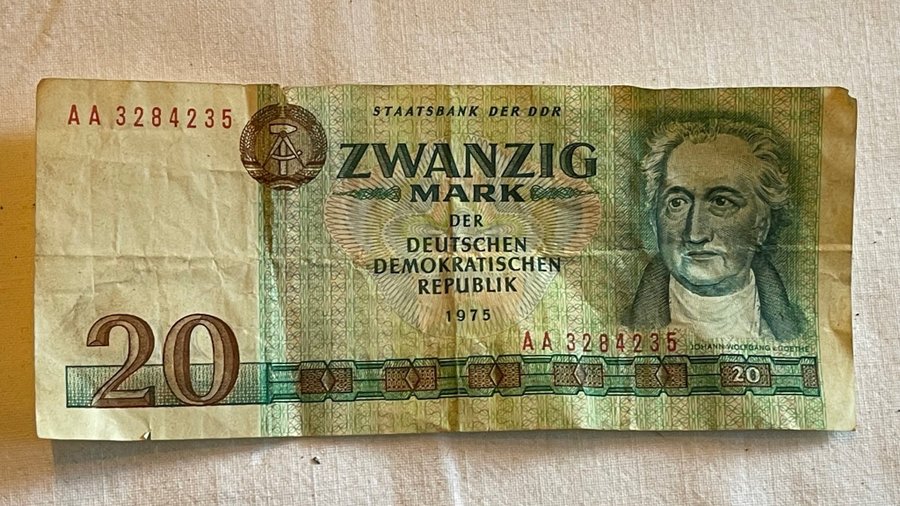 AA 3284235
STAATSBANK DER DDR
ZWANZIG
MARK
DER
DEUTSCHEN
DEMOKRATISCHEN
REPUBLIK
1975
AA 3284235
JOHANN-WOLFGANG v. GOETHE
20
20